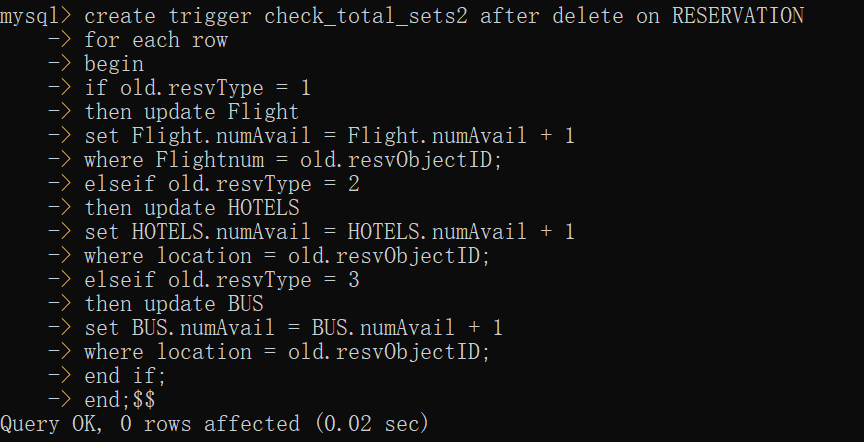 mysql> create trigger check_total_sets2 after delete on RESERVATION
    -> for each row
    -> begin
    -> if old.resvType = 1
    -> then update Flight
    -> set Flight.numAvail = Flight.numAvail + 1
    -> where Flightnum = old.resvObjectID;
    -> elseif old.resvType = 2
    -> then update HOTELS
    -> set HOTELS.numAvail = HOTELS.numAvail + 1
    -> where location = old.resvObjectID;
    -> elseif old.resvType = 3
    -> then update BUS
    -> set BUS.numAvail = BUS.numAvail + 1
    -> where location = old.resvObjectID;
    -> end if;
    -> end;$$
Query OK, 0 rows affected (0.02 sec)